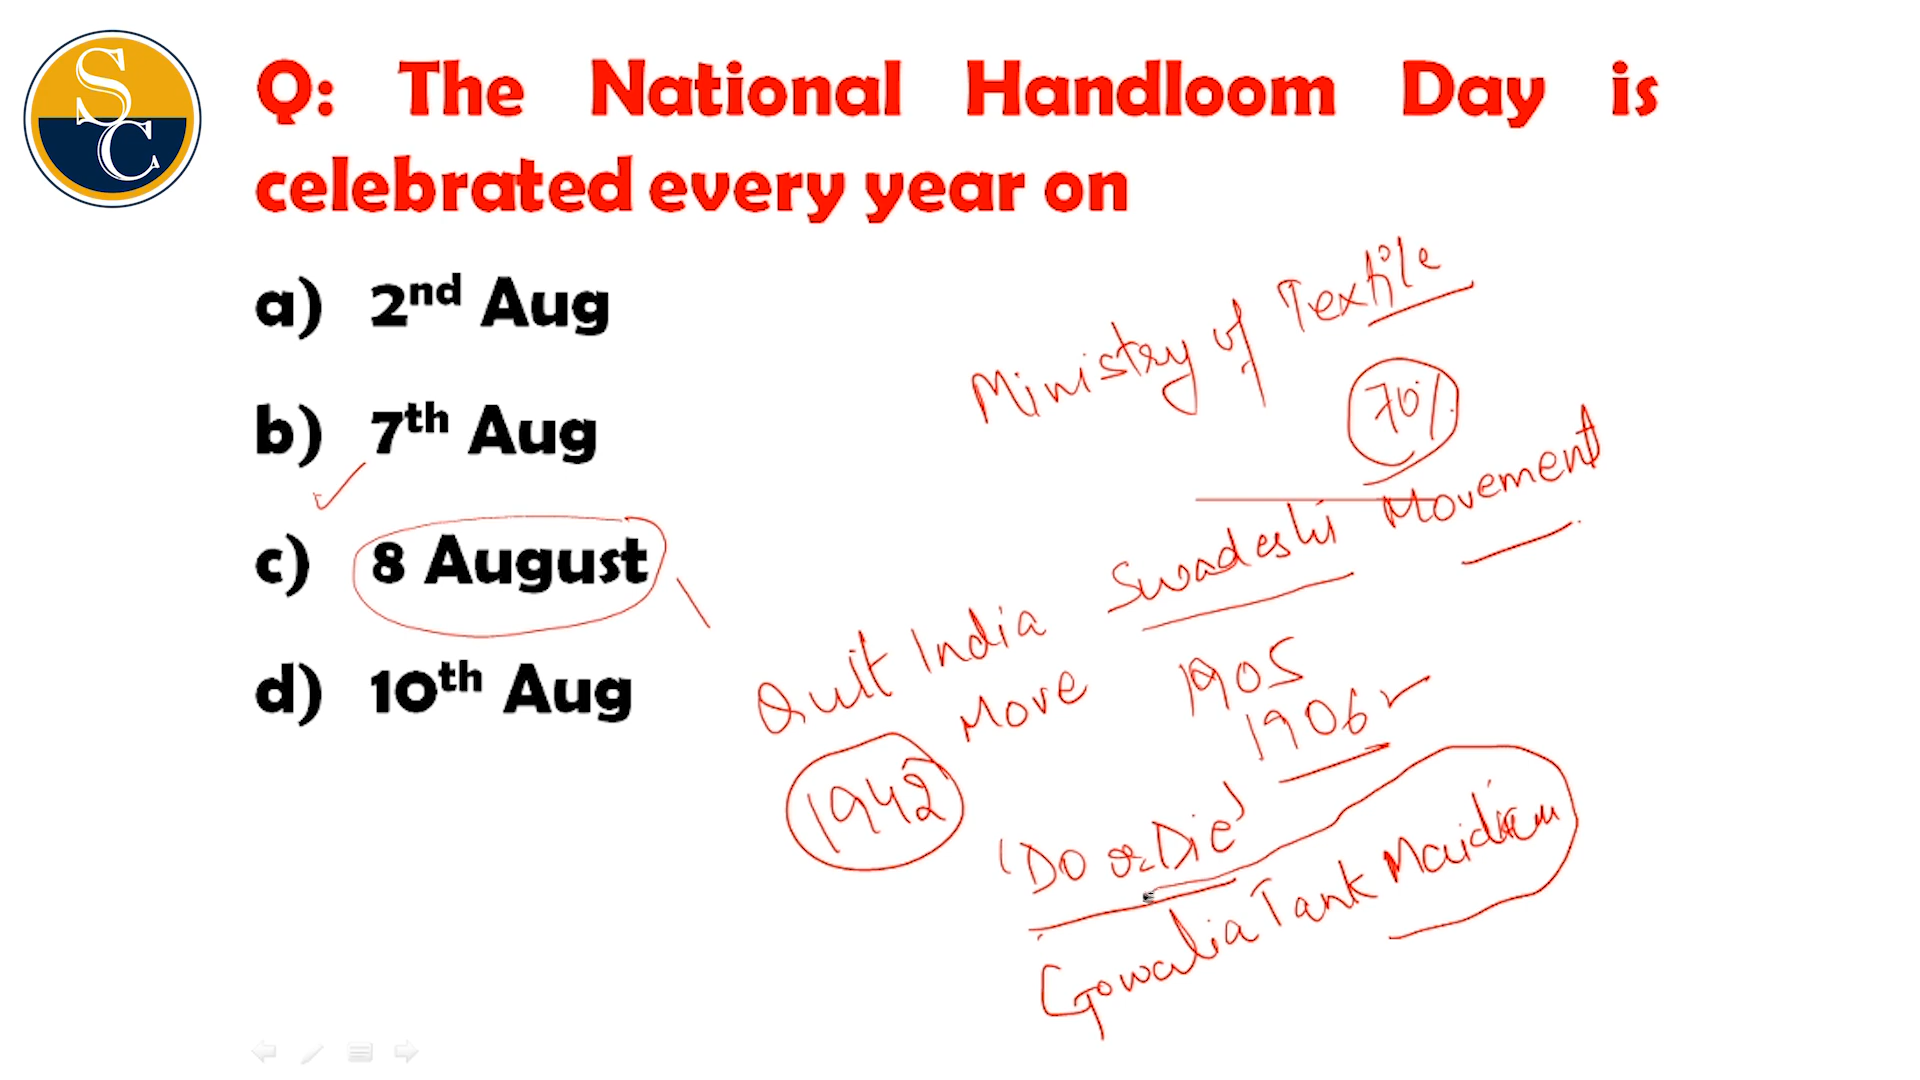 SC
Q: The National Handloom Day is
celebrated every year on
a) 2nd Aug
b) 7th Aug
c) 8 August
d) 10th Aug
Ministry of Textile
70%
Swadeshi Movement
1905
1906
Quit India
Move
1942
'Do or Die'
Gowalia Tank Maidan